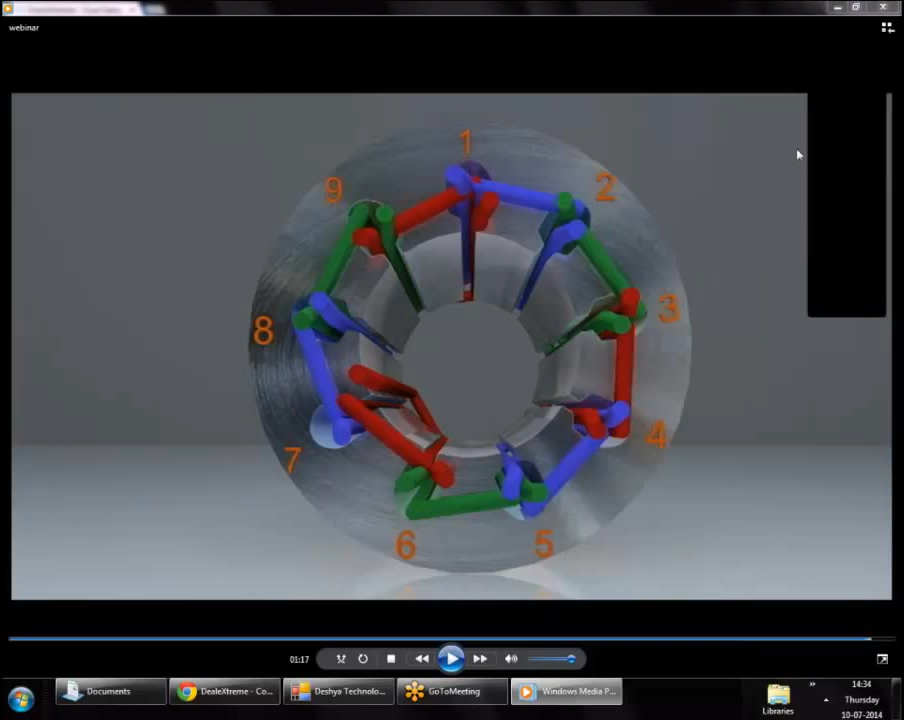 webinar
1
2
9
3
8
4
7
6
5
01:17
Documents
DealeXtreme - Co...
Deshya Technolo...
GoToMeeting
Windows Media P...
Libraries
»
14:34
Thursday
10-07-2014